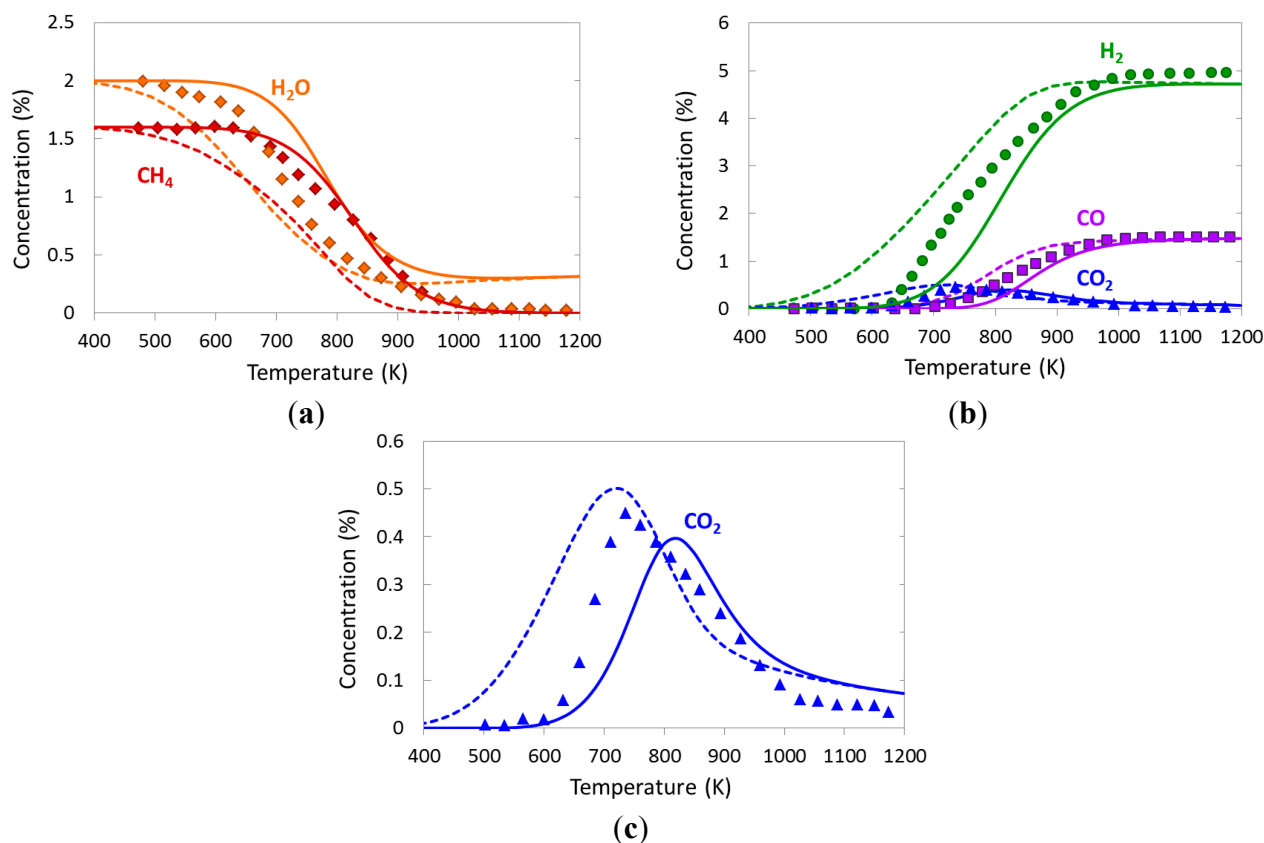 2.5
2
1.5
1
0.5
0
H2O
CH4
Concentration (%)
400 500 600 700 800 900 1000 1100 1200
Temperature (K)
(a)
6
5
4
3
2
1
0
H2
CO
CO2
Concentration (%)
400 500 600 700 800 900 1000 1100 1200
Temperature (K)
(b)
0.6
0.5
0.4
0.3
0.2
0.1
0
CO2
Concentration (%)
400 500 600 700 800 900 1000 1100 1200
Temperature (K)
(c)